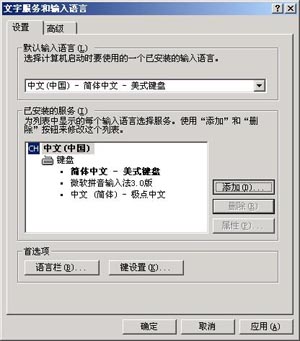 文字服务和输入语言
设置 高级
默认输入语言(L)
选择计算机启动时要使用的一个已安装的输入语言。
中文(中国) - 简体中文 - 美式键盘
已安装的服务(I)
为列表中显示的每个输入语言选择服务。使用“添加”和“删
除”按钮来修改这个列表。
CH 中文(中国)
键盘
• 简体中文 - 美式键盘
• 微软拼音输入法3.0版
• 中文 (简体) - 极点中文
添加(D)...
删除(R)
属性(P)...
首选项
语言栏(B)... 键设置(K)...
确定 取消 应用(A)